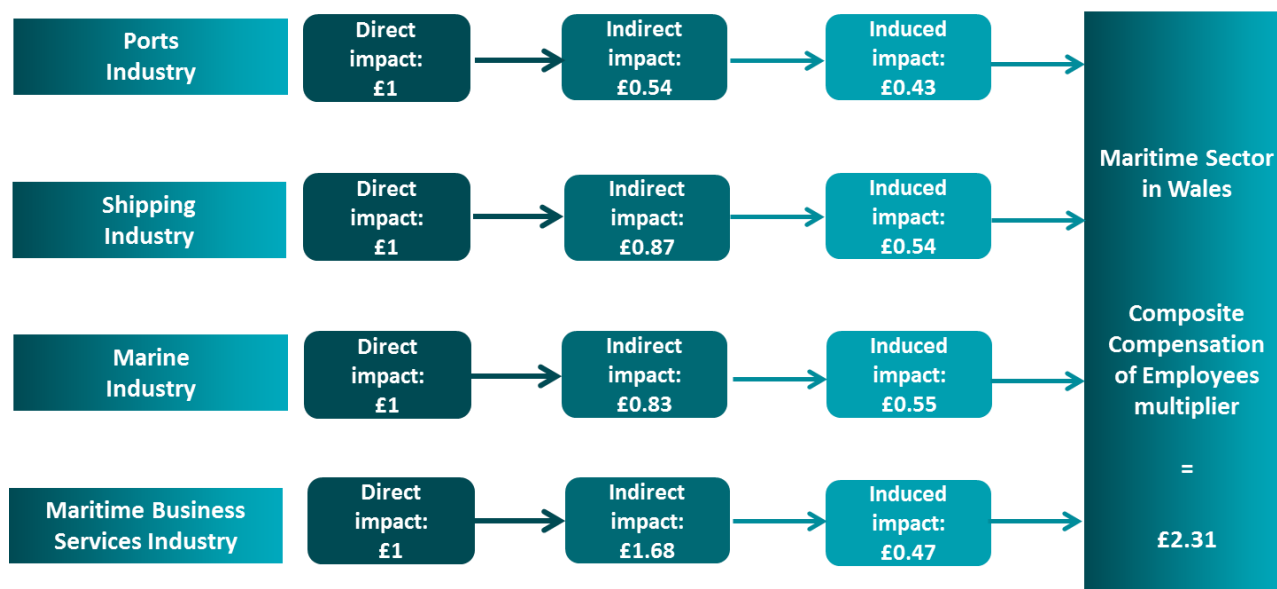 Ports
Industry
Direct
impact:
£1
Indirect
impact:
£0.54
Induced
impact:
£0.43
Shipping
Industry
Direct
impact:
£1
Indirect
impact:
£0.87
Induced
impact:
£0.54
Marine
Industry
Direct
impact:
£1
Indirect
impact:
£0.83
Induced
impact:
£0.55
Maritime Business
Services Industry
Direct
impact:
£1
Indirect
impact:
£1.68
Induced
impact:
£0.47
Maritime Sector
in Wales
Composite
Compensation
of Employees
multiplier
=
£2.31